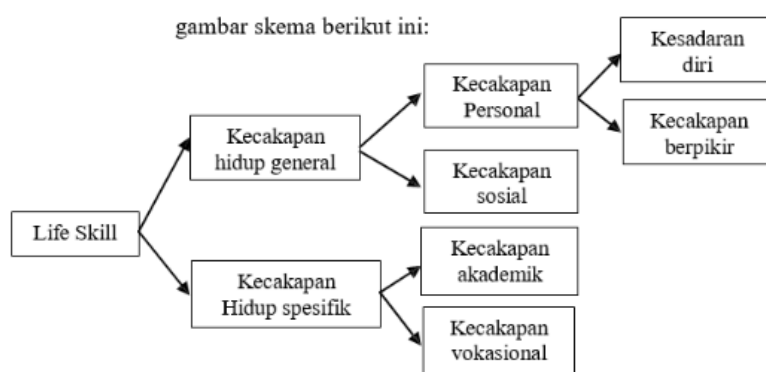 gambar skema berikut ini:
Life Skill
Kecakapan
hidup general
Kecakapan
Personal
Kesadaran
diri
Kecakapan
berpikir
Kecakapan
sosial
Kecakapan
Hidup spesifik
Kecakapan
akademik
Kecakapan
vokasional